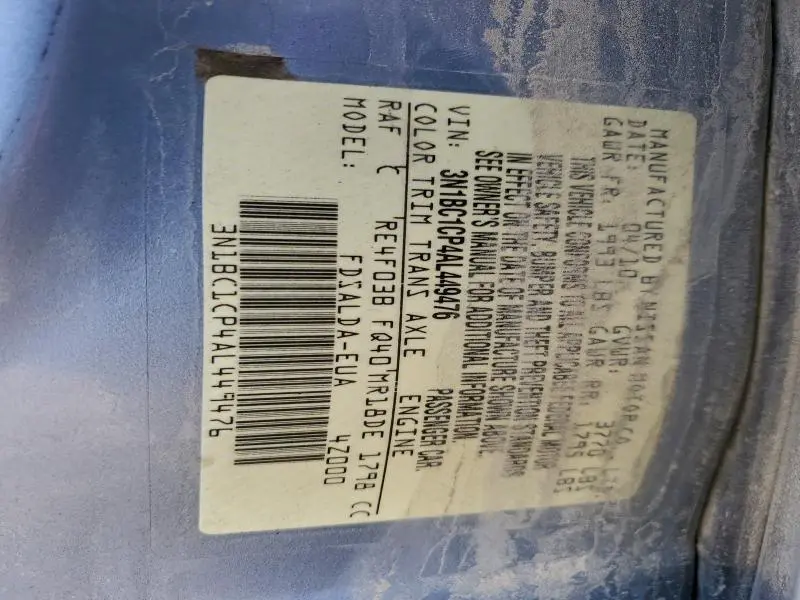 MANUFACTURED BY NISSAN MOTOR CO.
DATE: 04/10 GVWR: 3770 LBS
GAWR FR: 1993 LBS GAWR RR: 1795 LBS
THIS VEHICLE CONFORMS TO ALL APPLICABLE FEDERAL MOTOR
VEHICLE SAFETY, BUMPER AND THEFT PREVENTION STANDARDS
IN EFFECT ON THE DATE OF MANUFACTURE SHOWN ABOVE.
SEE OWNER'S MANUAL FOR ADDITIONAL INFORMATION.
VIN: 3N1BC1CP4AL449476 PASSENGER CAR
COLOR TRIM TRANS AXLE ENGINE
RAF C RE4F03B FQ40 MR18DE 1798 CC
MODEL: FDSALDA-EUA 4Z000
3N1BC1CP4AL449476